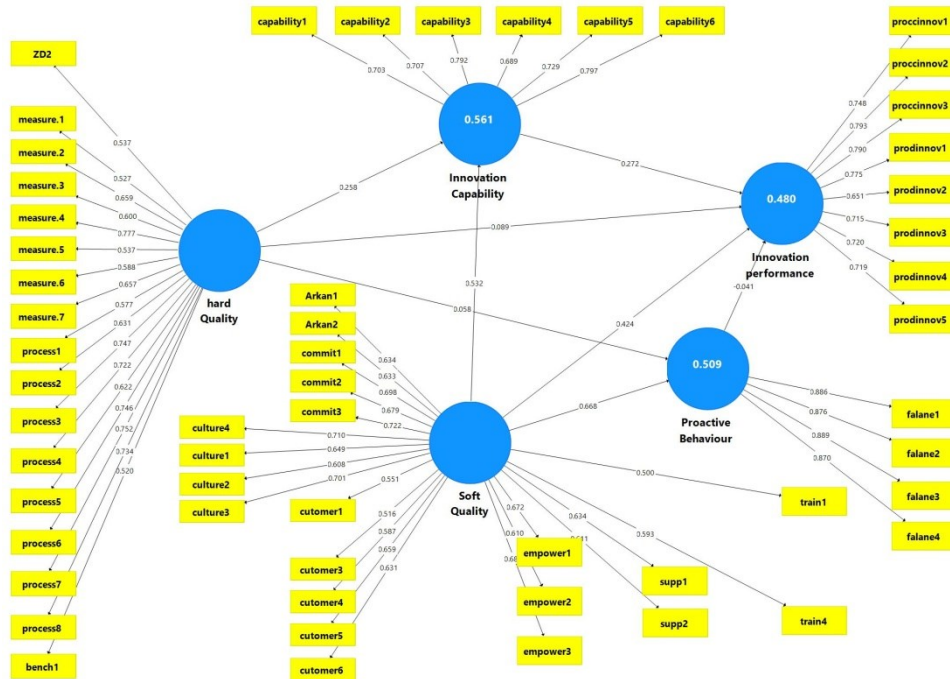 capability1
capability2
capability3
capability4
capability5
capability6
0.703
0.707
0.792
0.689
0.729
0.797
0.561
Innovation
Capability
ZD2
measure.1
measure.2
measure.3
measure.4
measure.5
measure.6
measure.7
process1
process2
process3
process4
process5
process6
process7
process8
bench1
0.537
0.527
0.659
0.600
0.777
0.537
0.588
0.657
0.577
0.631
0.747
0.722
0.622
0.746
0.752
0.734
0.520
hard
Quality
0.258
0.089
0.058
0.532
0.272
0.424
-0.041
0.668
proccinnov1
proccinnov2
proccinnov3
prodinnov1
prodinnov2
prodinnov3
prodinnov4
prodinnov5
0.748
0.793
0.790
0.775
0.651
0.715
0.720
0.719
0.480
Innovation
performance
0.509
Proactive
Behaviour
0.886
0.876
0.889
0.870
falane1
falane2
falane3
falane4
Arkan1
Arkan2
commit1
commit2
commit3
0.634
0.633
0.698
0.679
0.722
culture4
culture1
culture2
culture3
0.710
0.649
0.608
0.701
cutomer1
cutomer3
cutomer4
cutomer5
cutomer6
0.551
0.516
0.587
0.659
0.631
Soft
Quality
0.672
0.610
empower1
empower2
empower3
0.634
supp1
supp2
0.500
0.593
train1
train4